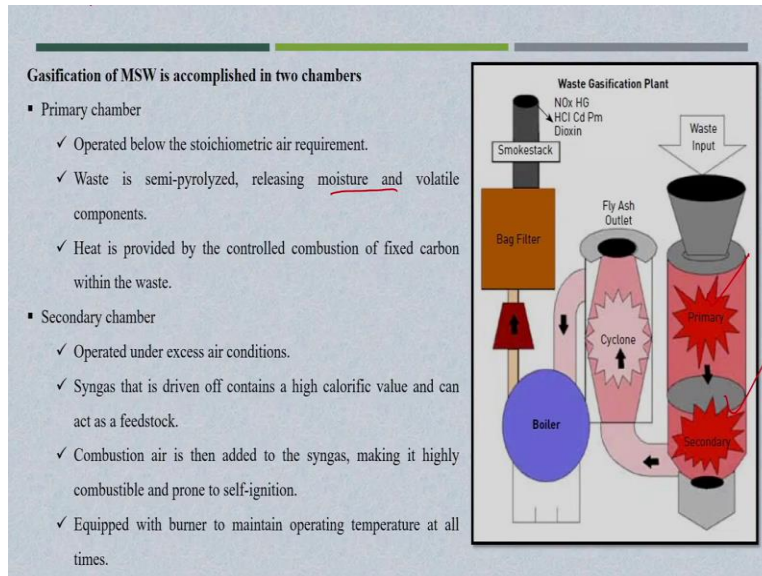 Gasification of MSW is accomplished in two chambers
▪ Primary chamber
✓ Operated below the stoichiometric air requirement.
✓ Waste is semi-pyrolyzed, releasing moisture and volatile
components.
✓ Heat is provided by the controlled combustion of fixed carbon
within the waste.
▪ Secondary chamber
✓ Operated under excess air conditions.
✓ Syngas that is driven off contains a high calorific value and can
act as a feedstock.
✓ Combustion air is then added to the syngas, making it highly
combustible and prone to self-ignition.
✓ Equipped with burner to maintain operating temperature at all
times.
Waste Gasification Plant
NOx HG
HCl Cd Pm
Dioxin
Smokestack
Waste
Input
Fly Ash
Outlet
Bag Filter
Primary
Cyclone
Boiler
Secondary